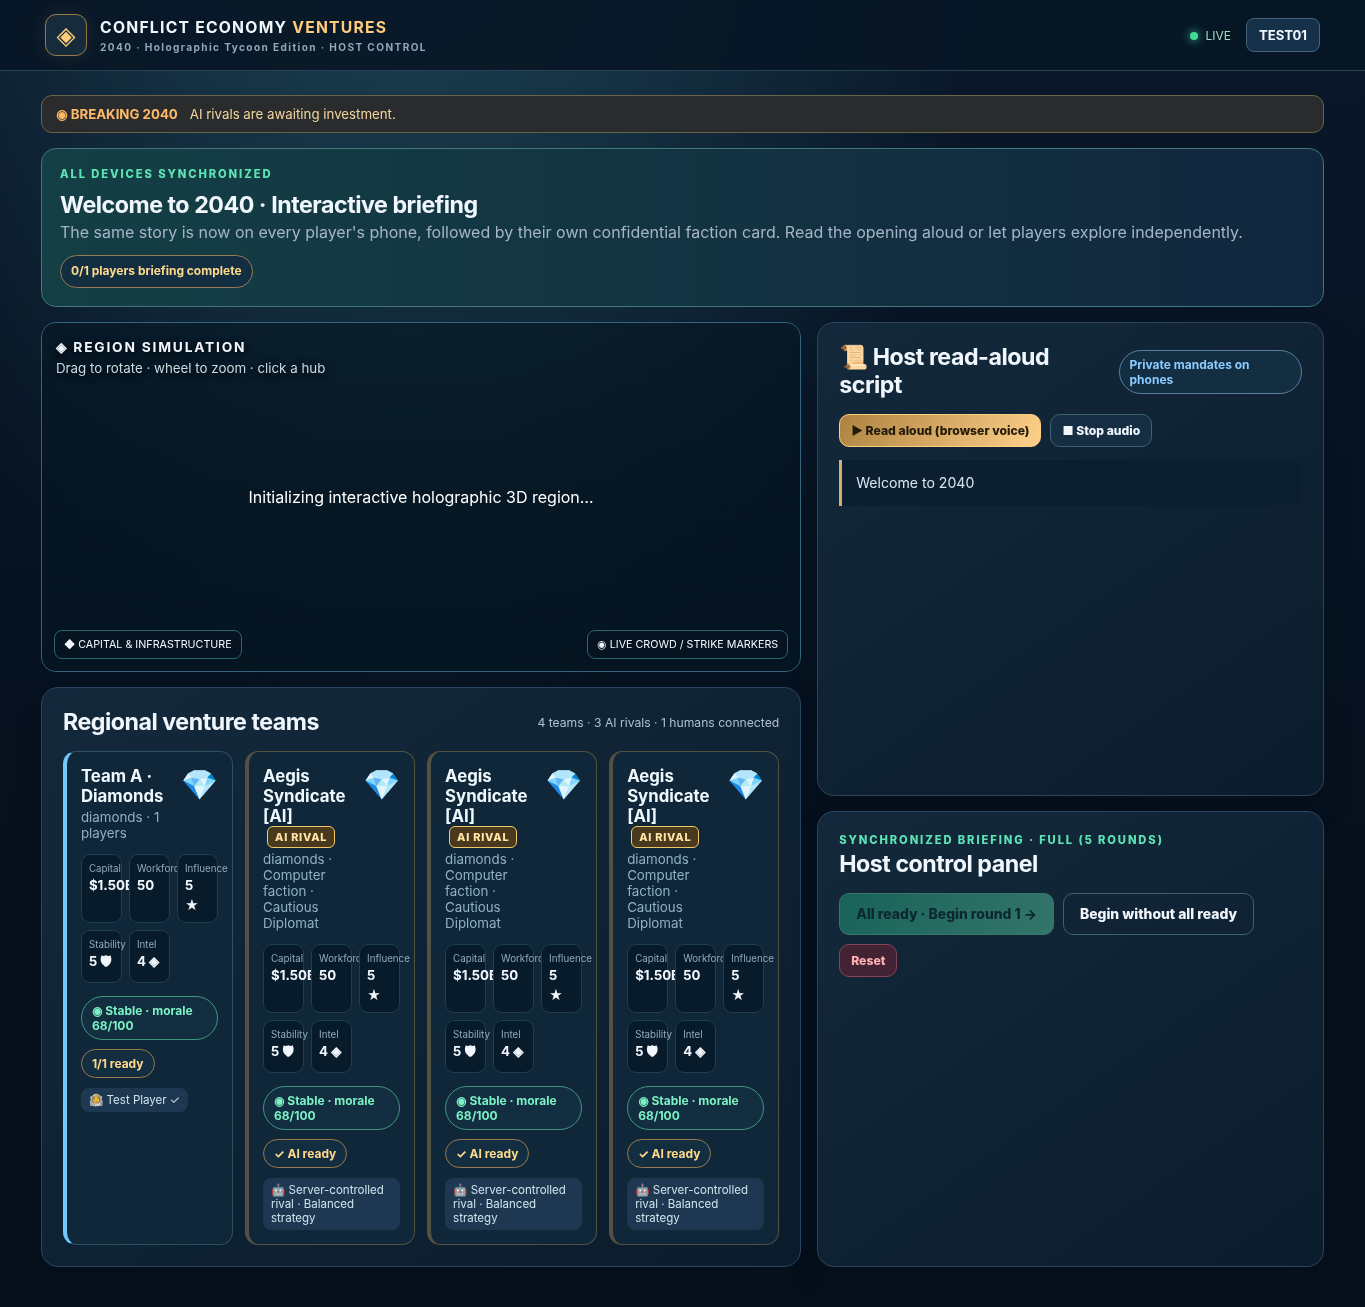 ◈ CONFLICT ECONOMY VENTURES
2040 · Holographic Tycoon Edition · HOST CONTROL
LIVE
TEST01
◉ BREAKING 2040 AI rivals are awaiting investment.
ALL DEVICES SYNCHRONIZED
Welcome to 2040 · Interactive briefing
The same story is now on every player's phone, followed by their own confidential faction card. Read the opening aloud or let players explore independently.
0/1 players briefing complete
◈ REGION SIMULATION
Drag to rotate · wheel to zoom · click a hub
Initializing interactive holographic 3D region...
◆ CAPITAL & INFRASTRUCTURE
◉ LIVE CROWD / STRIKE MARKERS
📜 Host read-aloud
script
Private mandates on
phones
▶ Read aloud (browser voice)
■ Stop audio
Welcome to 2040
Regional venture teams
4 teams · 3 AI rivals · 1 humans connected
Team A ·
Diamonds
diamonds · 1
players
Capital
$1.50B
Workforc
50
Influence
5
★
Stability
5 🛡
Intel
4 ◈
◉ Stable · morale
68/100
1/1 ready
Test Player ✓
Aegis
Syndicate
[AI]
AI RIVAL
diamonds ·
Computer
faction ·
Cautious
Diplomat
Capital
$1.50B
Workforc
50
Influence
5
★
Stability
5 🛡
Intel
4 ◈
◉ Stable · morale
68/100
✓ AI ready
🤖 Server-controlled
rival · Balanced
strategy
Aegis
Syndicate
[AI]
AI RIVAL
diamonds ·
Computer
faction ·
Cautious
Diplomat
Capital
$1.50B
Workforc
50
Influence
5
★
Stability
5 🛡
Intel
4 ◈
◉ Stable · morale
68/100
✓ AI ready
🤖 Server-controlled
rival · Balanced
strategy
Aegis
Syndicate
[AI]
AI RIVAL
diamonds ·
Computer
faction ·
Cautious
Diplomat
Capital
$1.50B
Workforc
50
Influence
5
★
Stability
5 🛡
Intel
4 ◈
◉ Stable · morale
68/100
✓ AI ready
🤖 Server-controlled
rival · Balanced
strategy
SYNCHRONIZED BRIEFING · FULL (5 ROUNDS)
Host control panel
All ready · Begin round 1 →
Begin without all ready
Reset